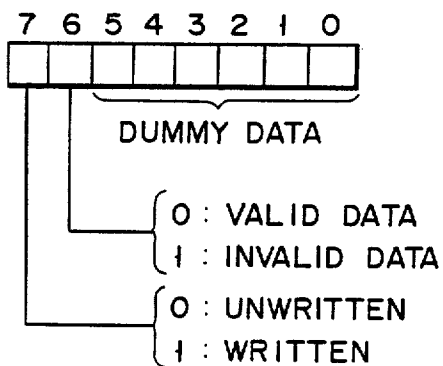 7 6 5 4 3 2 1 0
DUMMY DATA
0 : VALID DATA
1 : INVALID DATA
0 : UNWRITTEN
1 : WRITTEN